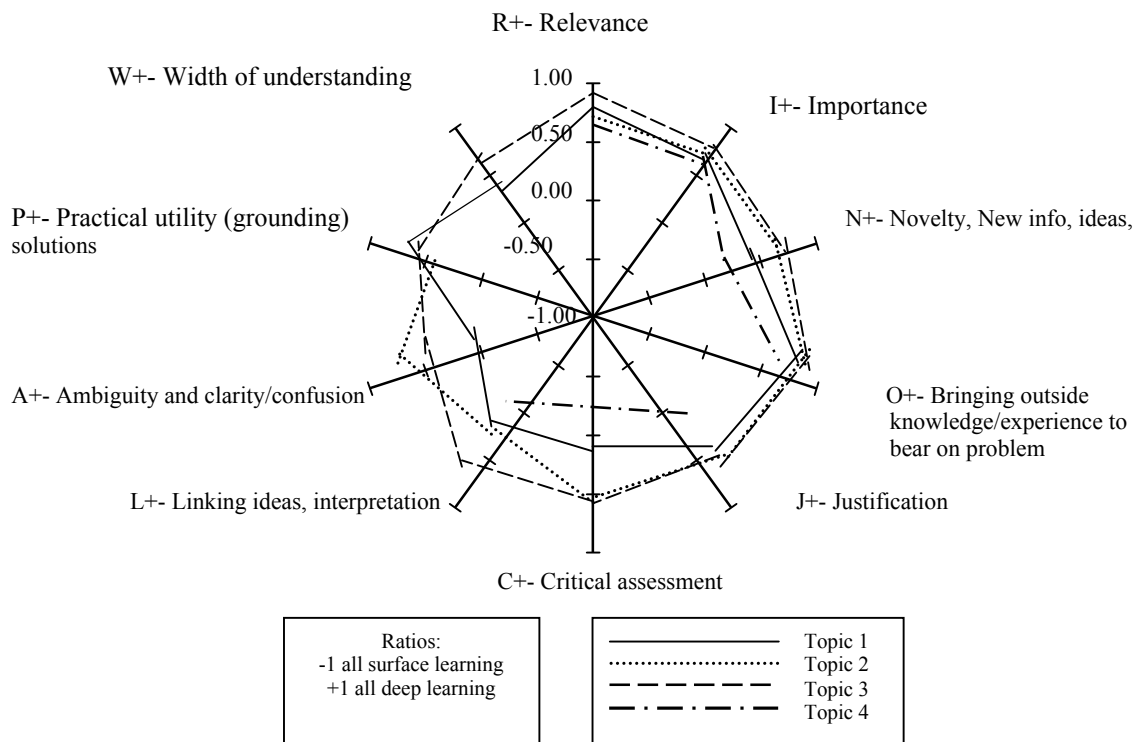 R+- Relevance
W+- Width of understanding
1.00
I+- Importance
0.50
P+- Practical utility (grounding)
solutions
0.00
N+- Novelty, New info, ideas,
-0.50
-1.00
A+- Ambiguity and clarity/confusion
O+- Bringing outside
knowledge/experience to
bear on problem
L+- Linking ideas, interpretation
J+- Justification
C+- Critical assessment
Ratios:
-1 all surface learning
+1 all deep learning
Topic 1
Topic 2
Topic 3
Topic 4